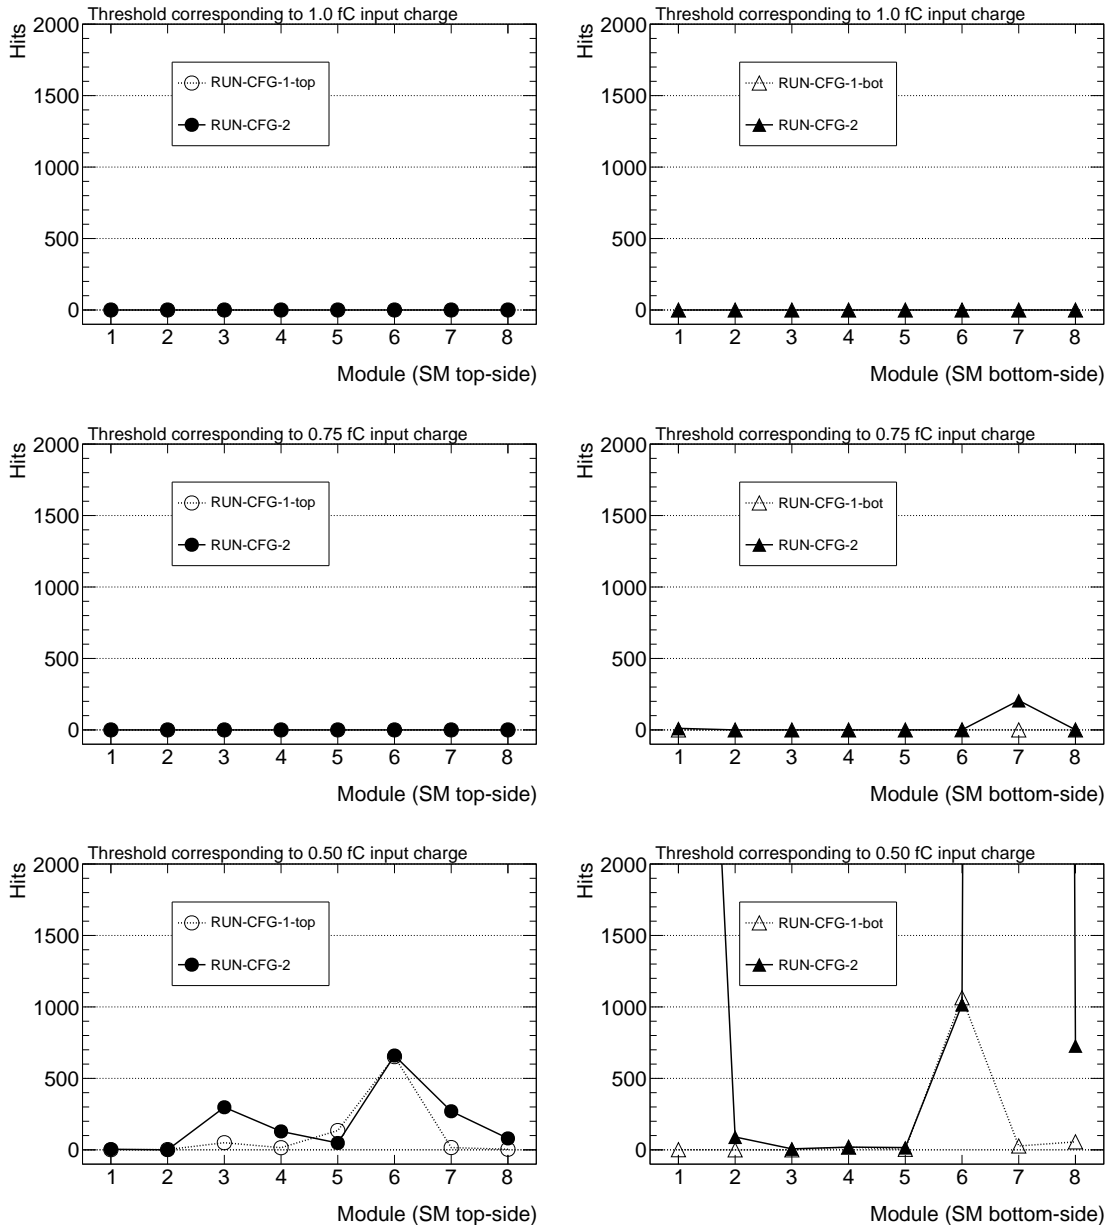 Threshold corresponding to 1.0 fC input charge
Hits
2000
1500
1000
500
0
RUN-CFG-1-top
RUN-CFG-2
1 2 3 4 5 6 7 8
Module (SM top-side)
Threshold corresponding to 1.0 fC input charge
Hits
2000
1500
1000
500
0
RUN-CFG-1-bot
RUN-CFG-2
1 2 3 4 5 6 7 8
Module (SM bottom-side)
Threshold corresponding to 0.75 fC input charge
Hits
2000
1500
1000
500
0
RUN-CFG-1-top
RUN-CFG-2
1 2 3 4 5 6 7 8
Module (SM top-side)
Threshold corresponding to 0.75 fC input charge
Hits
2000
1500
1000
500
0
RUN-CFG-1-bot
RUN-CFG-2
1 2 3 4 5 6 7 8
Module (SM bottom-side)
Threshold corresponding to 0.50 fC input charge
Hits
2000
1500
1000
500
0
RUN-CFG-1-top
RUN-CFG-2
1 2 3 4 5 6 7 8
Module (SM top-side)
Threshold corresponding to 0.50 fC input charge
Hits
2000
1500
1000
500
0
RUN-CFG-1-bot
RUN-CFG-2
1 2 3 4 5 6 7 8
Module (SM bottom-side)